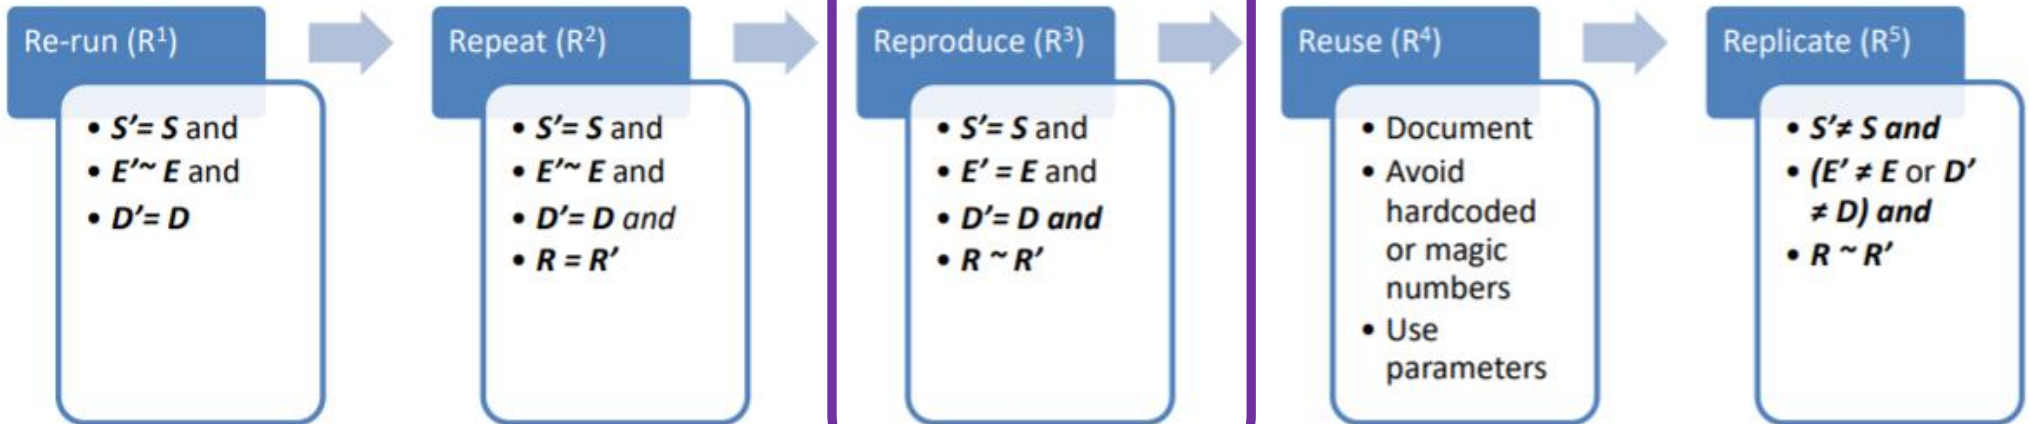 Re-run (R¹)
• S’= S and
• E’~ E and
• D’= D
Repeat (R²)
• S’= S and
• E’~ E and
• D’= D and
• R = R’
Reproduce (R³)
• S’= S and
• E’ = E and
• D’= D and
• R ~ R’
Reuse (R⁴)
• Document
• Avoid
hardcoded
or magic
numbers
• Use
parameters
Replicate (R⁵)
• S’≠ S and
• (E’ ≠ E or D’
≠ D) and
• R ~ R’